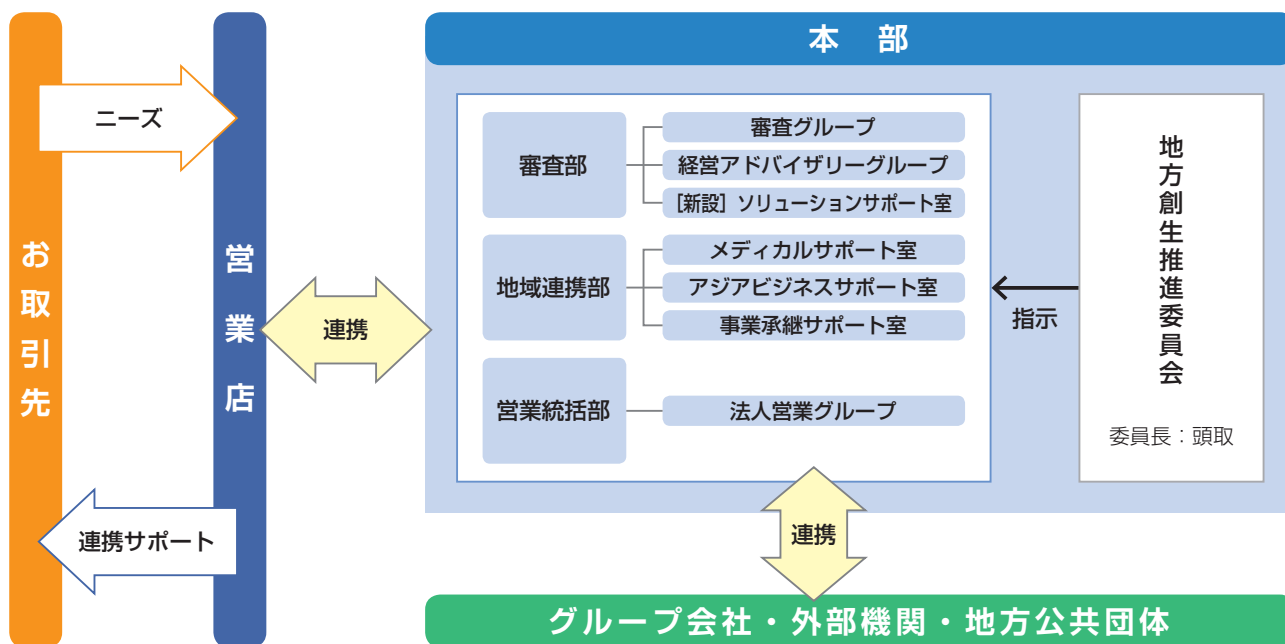 お取引先
ニーズ
連携サポート
営業店
連携
本 部
審査部
審査グループ
経営アドバイザリーグループ
[新設]ソリューションサポート室
地域連携部
メディカルサポート室
アジアビジネスサポート室
事業承継サポート室
営業統括部
法人営業グループ
指示
地方創生推進委員会
委員長：頭取
連携
グループ会社・外部機関・地方公共団体